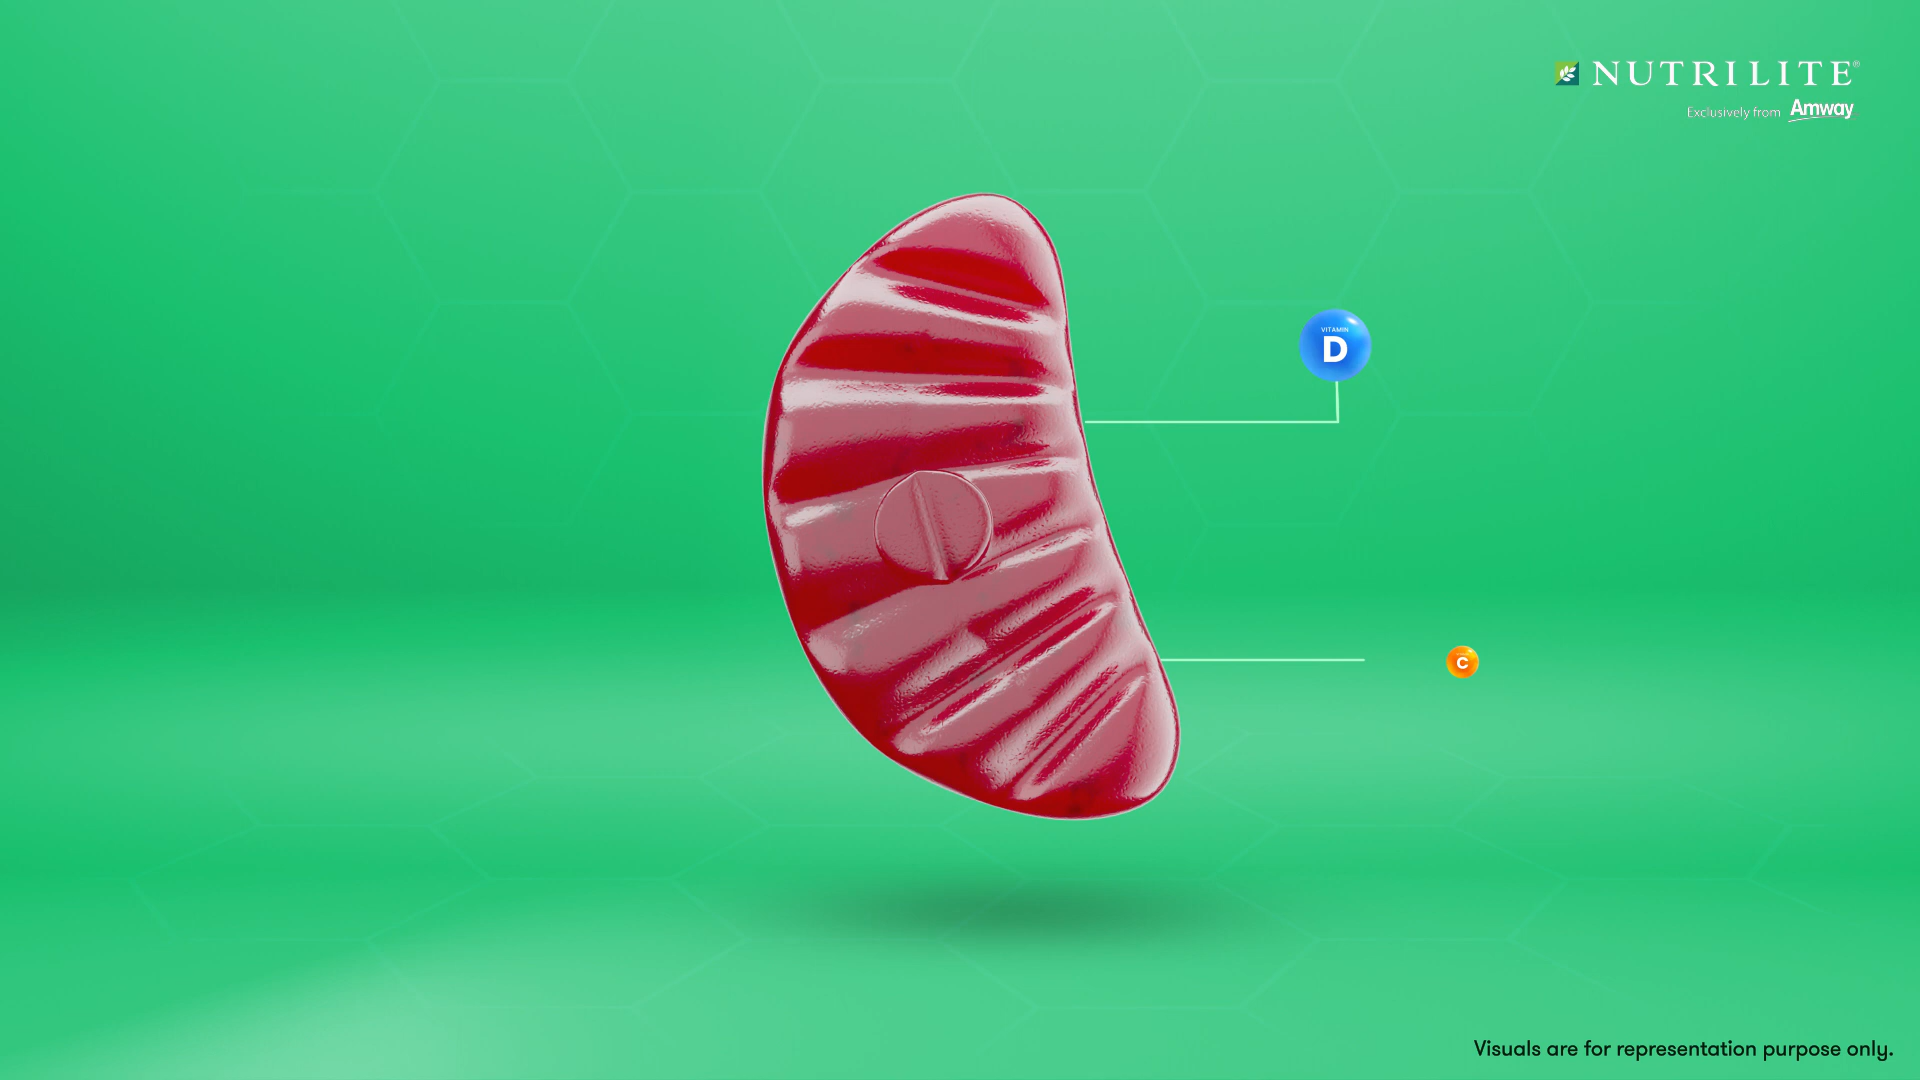 NUTRILITE®
Exclusively from Amway
VITAMIN
D
C
Visuals are for representation purpose only.